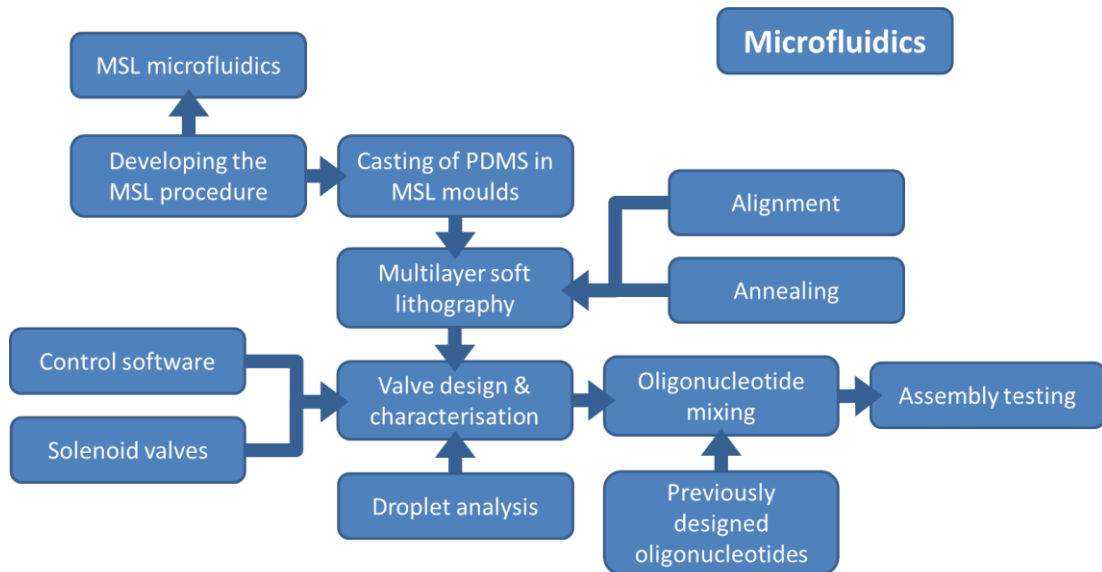 Microfluidics
MSL microfluidics
Developing the
MSL procedure
Casting of PDMS in
MSL moulds
Alignment
Multilayer soft
lithography
Annealing
Control software
Valve design &
characterisation
Oligonucleotide
mixing
Assembly testing
Solenoid valves
Droplet analysis
Previously
designed
oligonucleotides